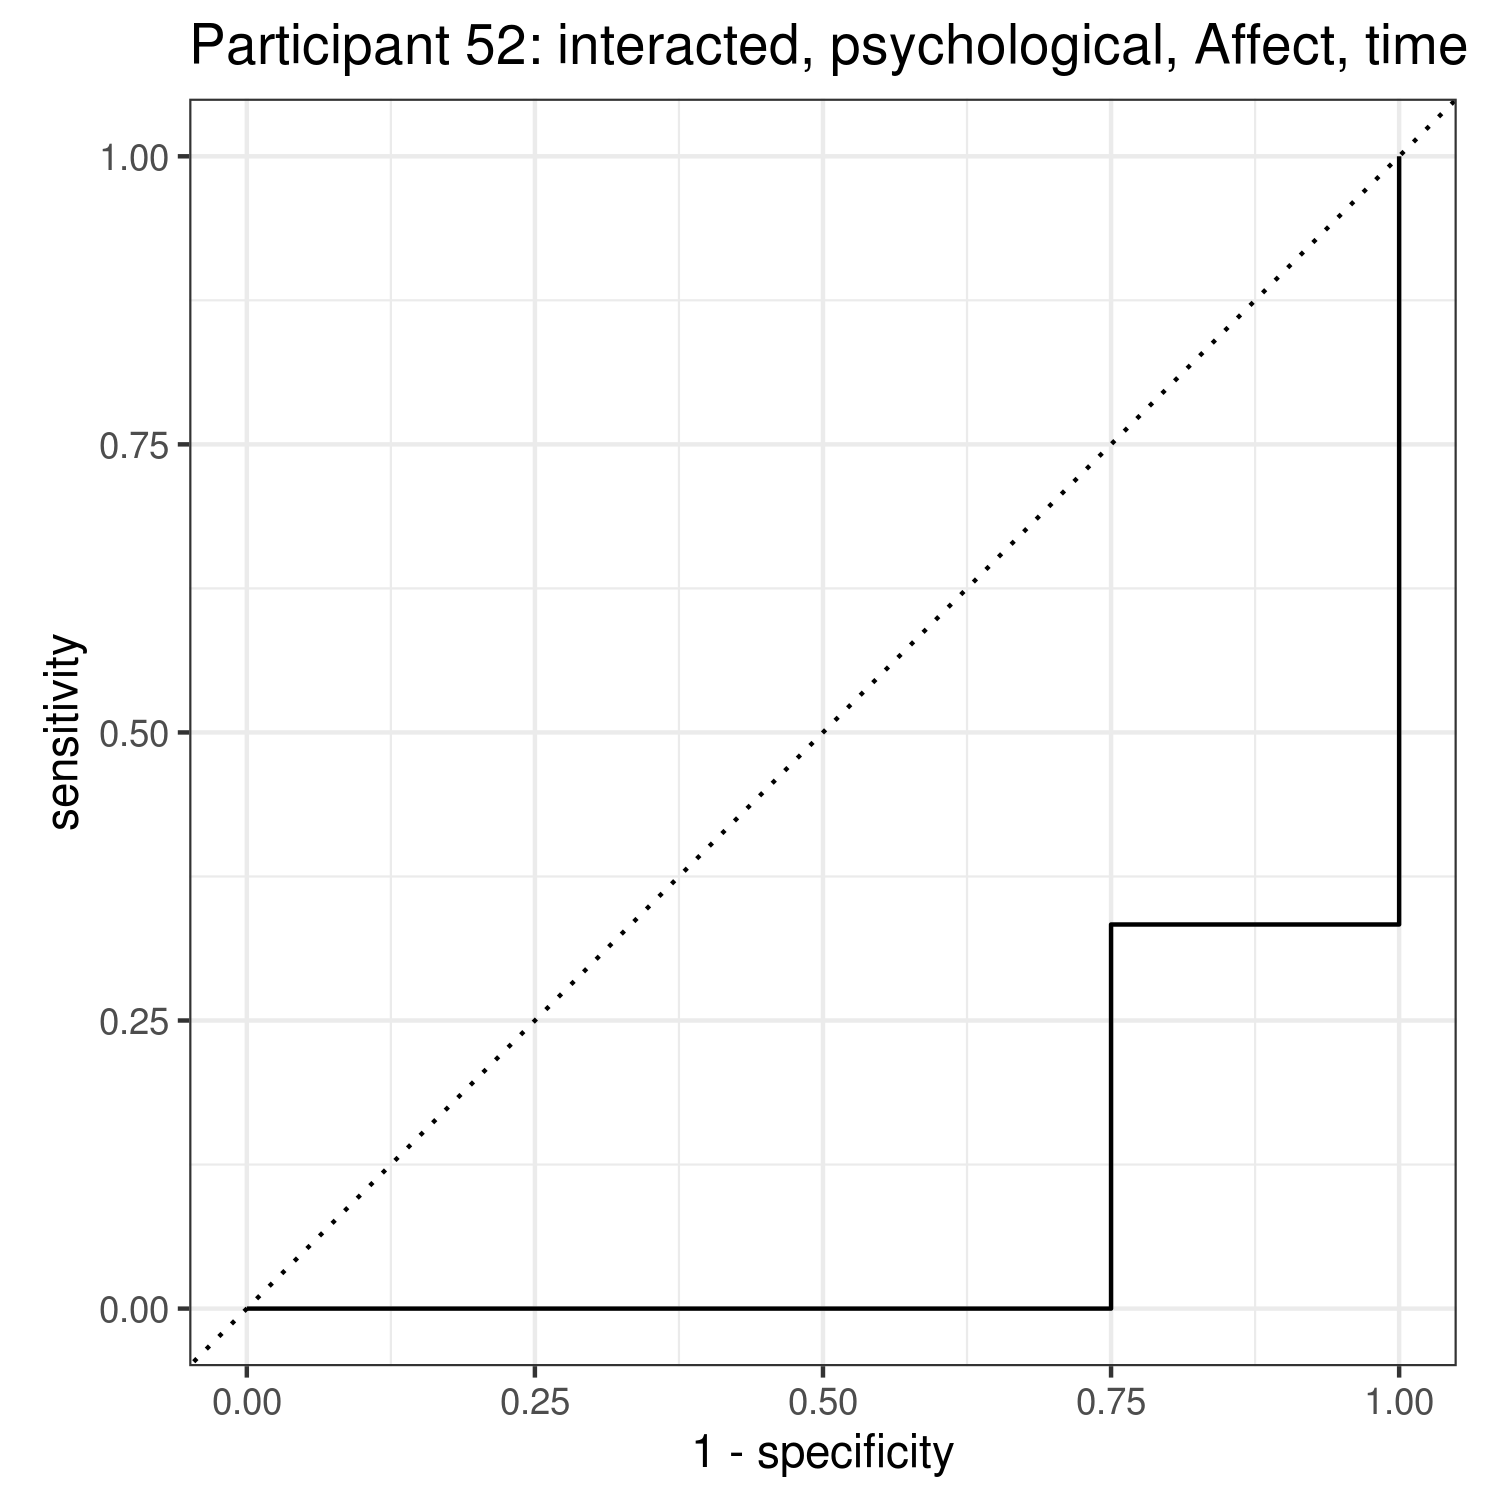 Participant 52: interacted, psychological, Affect, time
1.00
0.75
0.50
0.25
0.00
sensitivity
0.00 0.25 0.50 0.75 1.00
1 - specificity